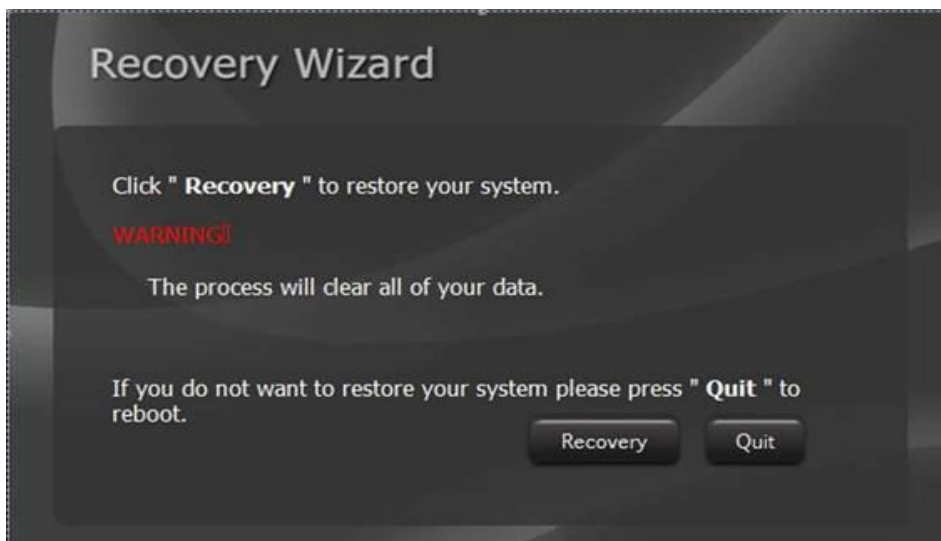 Recovery Wizard
Click " Recovery " to restore your system.
WARNING!
The process will clear all of your data.
If you do not want to restore your system please press " Quit " to
reboot.
Recovery
Quit